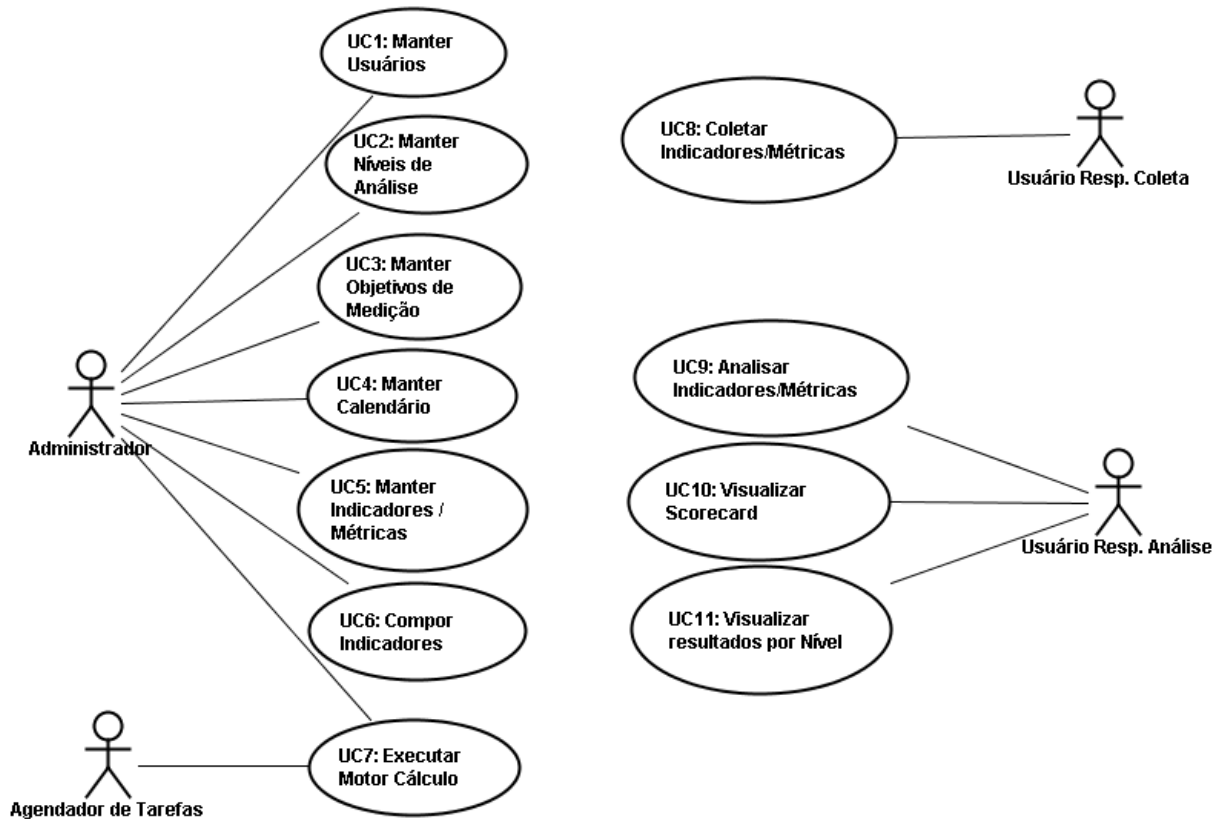 UC1: Manter
Usuários
UC2: Manter
Níveis de
Análise
UC3: Manter
Objetivos de
Medição
UC4: Manter
Calendário
Administrador
UC5: Manter
Indicadores /
Métricas
UC6: Compor
Indicadores
UC7: Executar
Motor Cálculo
Agendador de Tarefas
UC8: Coletar
Indicadores/Métricas
Usuário Resp. Coleta
UC9: Analisar
Indicadores/Métricas
UC10: Visualizar
Scorecard
Usuário Resp. Análise
UC11: Visualizar
resultados por Nível